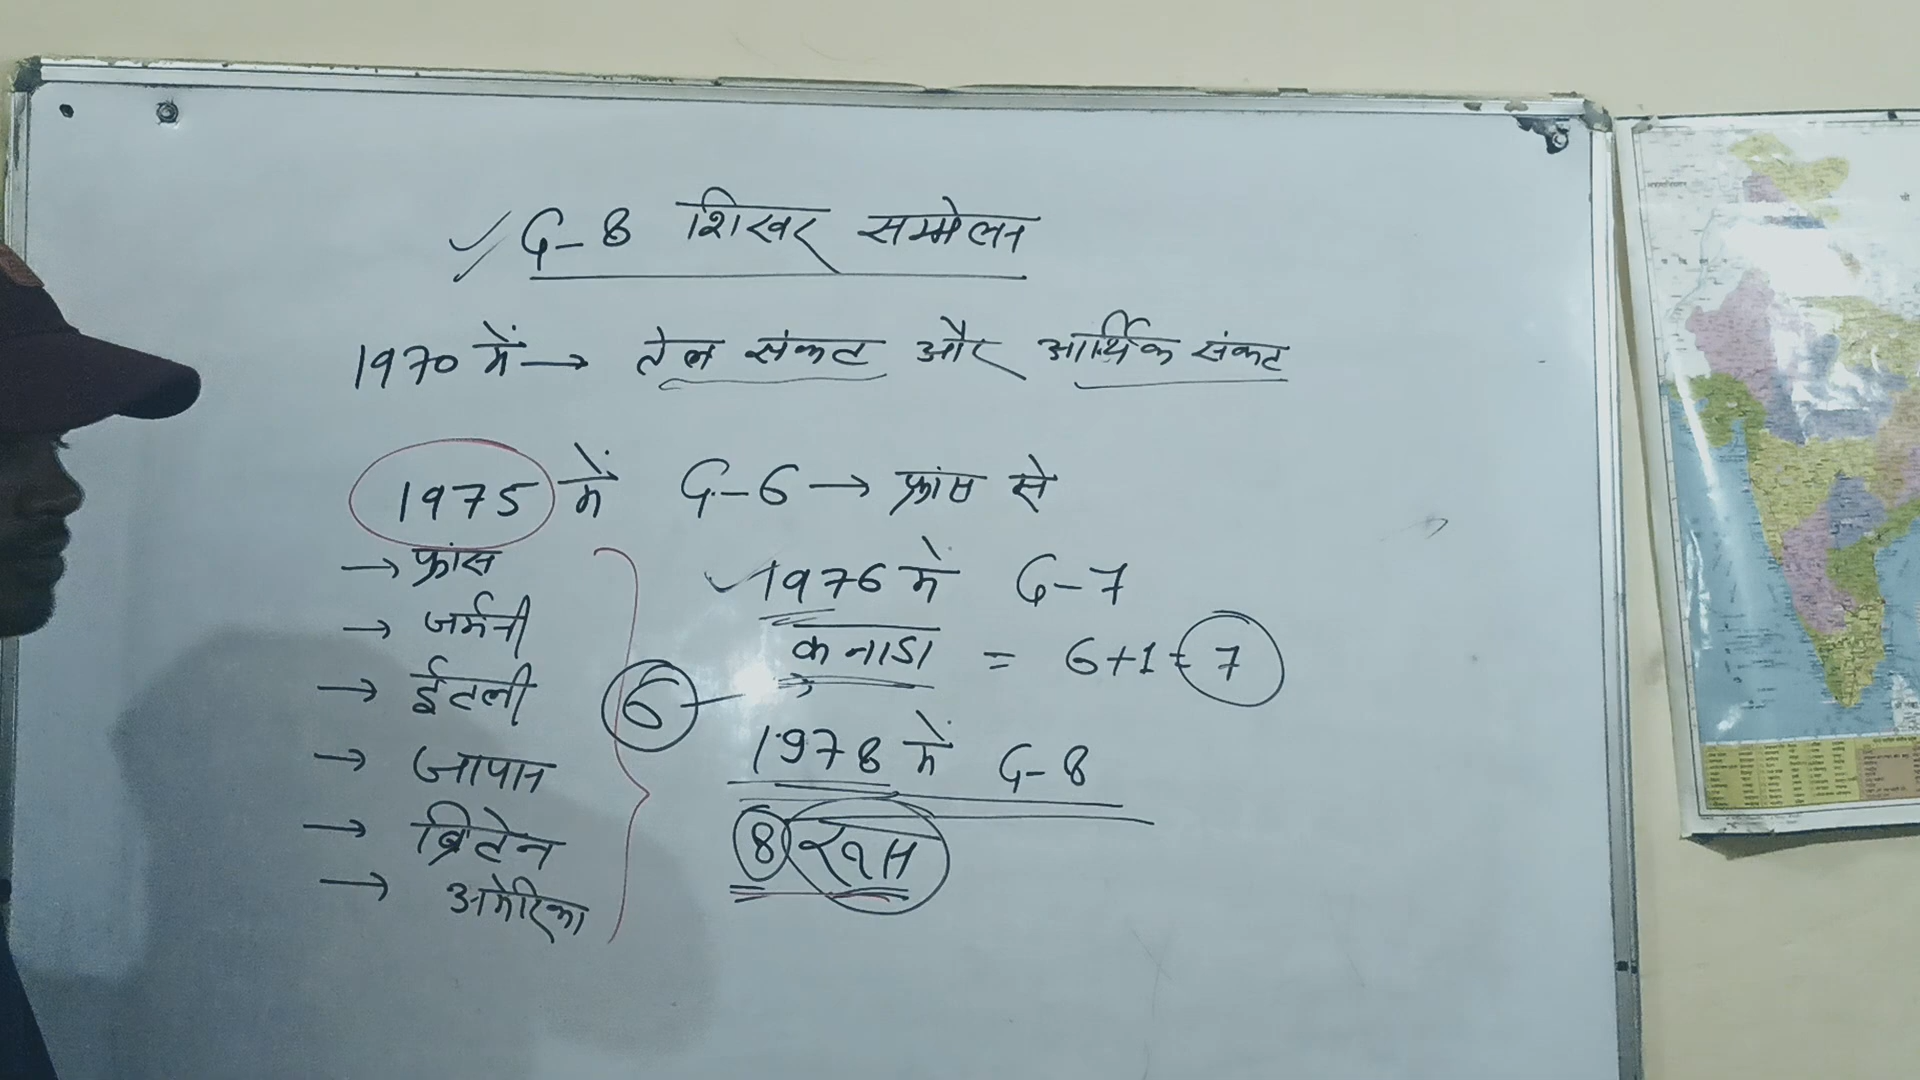 G-8 शिखर सम्मेलन
1970 में → तेल संकट और आर्थिक संकट
1975 में G-6 → फ्रांस से
→ फ्रांस
→ जर्मनी
→ ईटली
→ जापान
→ ब्रिटेन
→ अमेरिका
6 →
1976 में G-7
कनाडा = 6+1 = 7
1978 में G-8
8 रूस